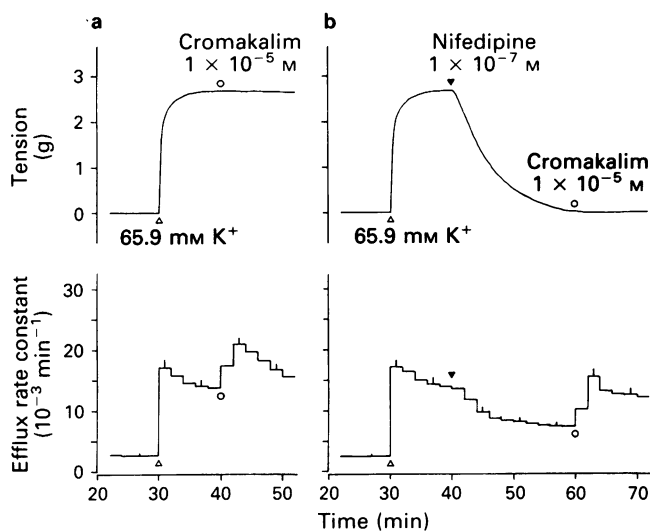 a
Cromakalim
1 × 10⁻⁵ M
Tension
(g)
3
2
1
0
65.9 mM K⁺
b
Nifedipine
1 × 10⁻⁷ M
Cromakalim
1 × 10⁻⁵ M
65.9 mM K⁺
Efflux rate constant
(10⁻³ min⁻¹)
30
20
10
0
20 30 40 50
20 30 40 50 60 70
Time (min)